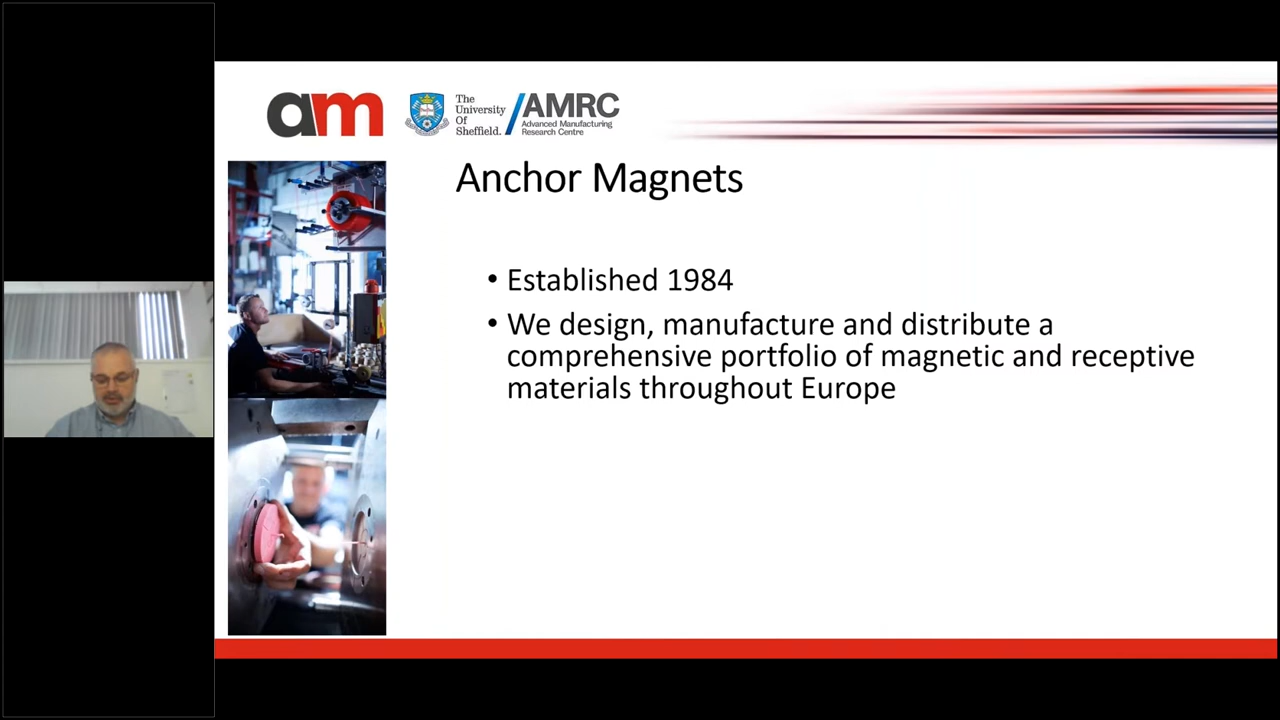 am
The
University
Of
Sheffield.
AMRC
Advanced Manufacturing
Research Centre
Anchor Magnets
• Established 1984
• We design, manufacture and distribute a
comprehensive portfolio of magnetic and receptive
materials throughout Europe